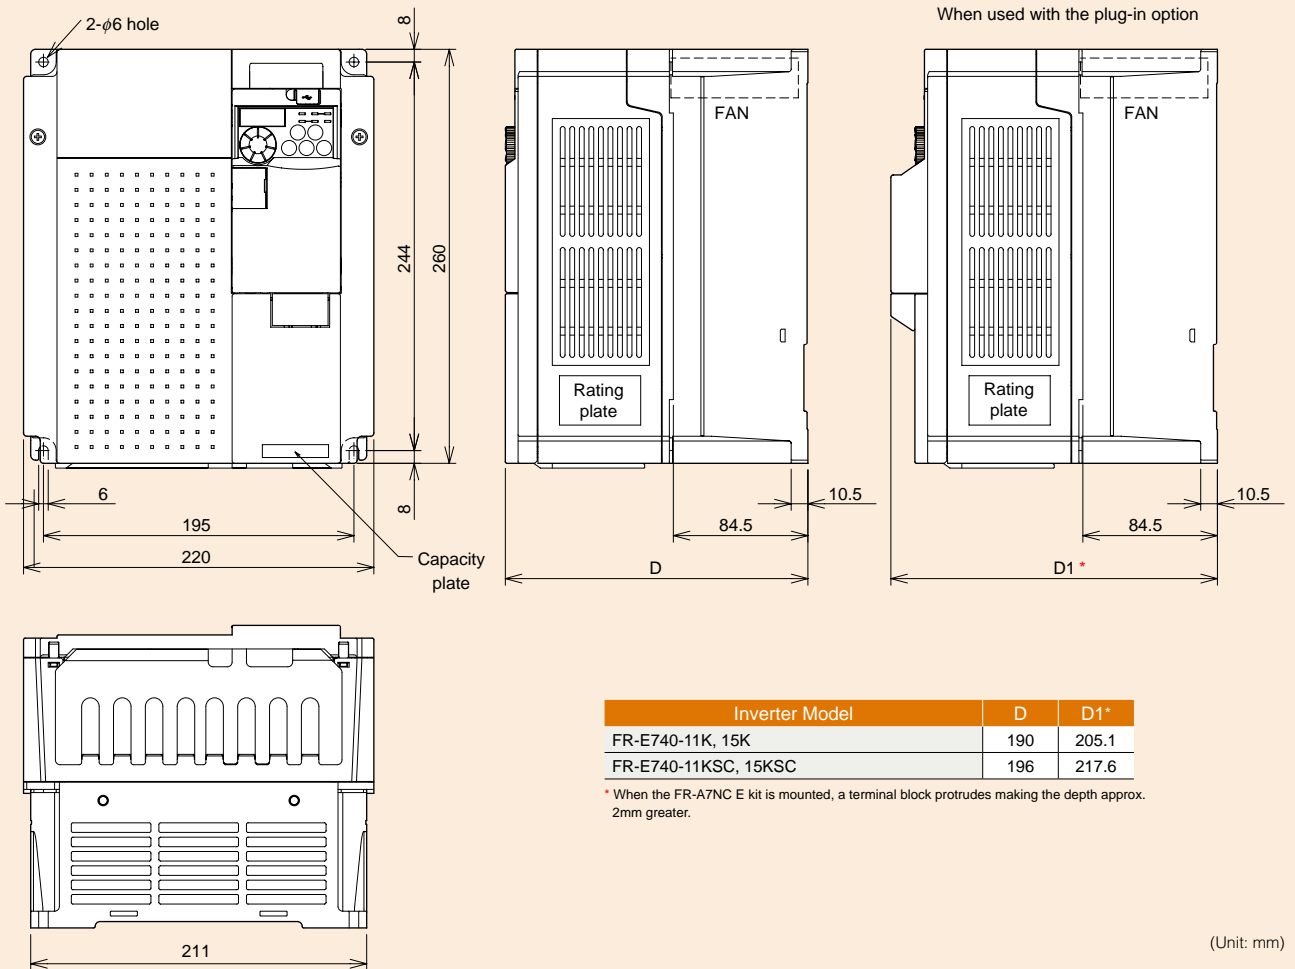 2-φ6 hole
8
When used with the plug-in option
FAN
FAN
244
260
Rating
plate
Rating
plate
6
8
10.5
10.5
195
84.5
84.5
220
Capacity
plate
D
D1 *
Inverter Model D D1*
FR-E740-11K, 15K 190 205.1
FR-E740-11KSC, 15KSC 196 217.6
* When the FR-A7NC E kit is mounted, a terminal block protrudes making the depth approx.
2mm greater.
211
(Unit: mm)